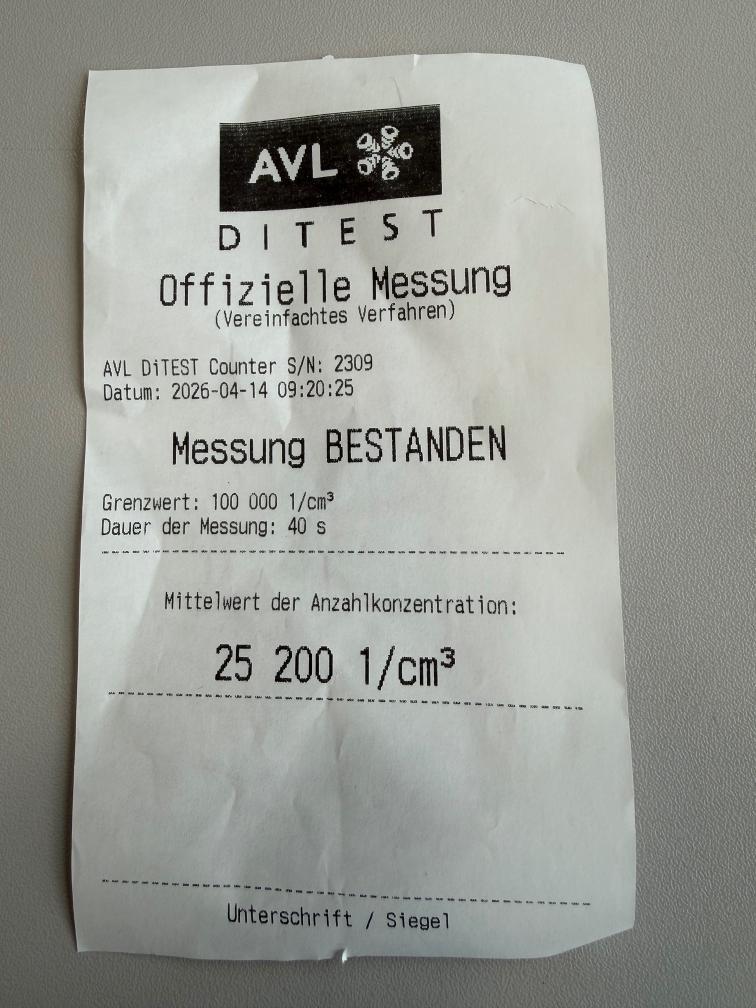 AVL
DITEST
Offizielle Messung
(Vereinfachtes Verfahren)
AVL DiTEST Counter S/N: 2309
Datum: 2026-04-14 09:20:25
Messung BESTANDEN
Grenzwert: 100 000 1/cm³
Dauer der Messung: 40 s
Mittelwert der Anzahlkonzentration:
25 200 1/cm³
Unterschrift / Siegel